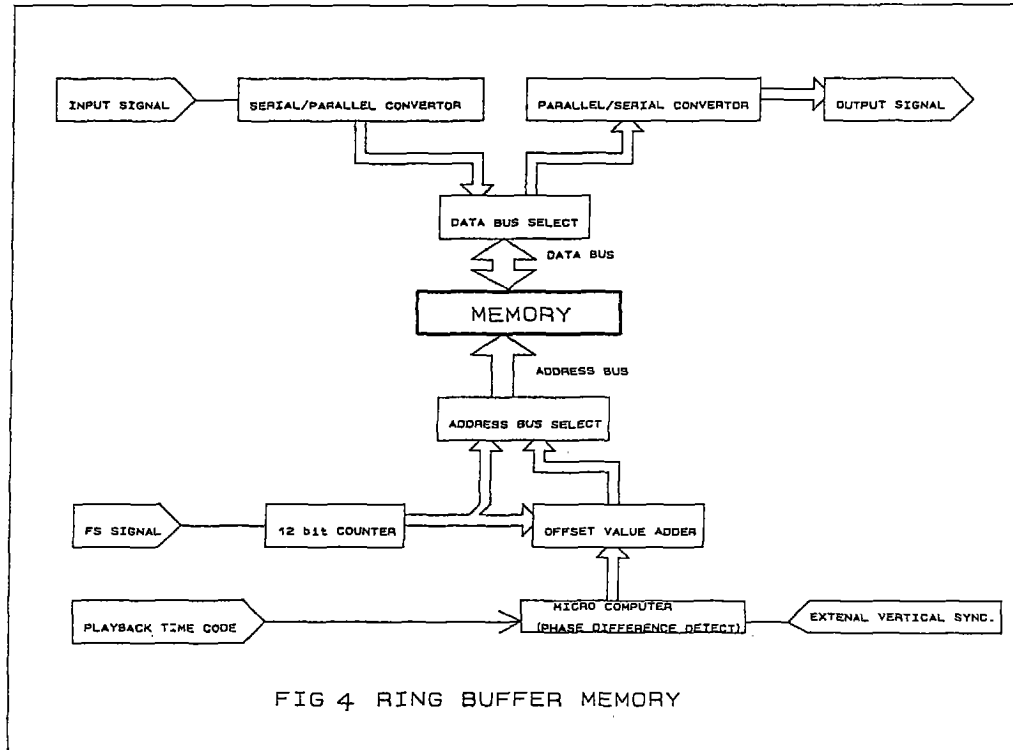 INPUT SIGNAL
SERIAL/PARALLEL CONVERTOR
PARALLEL/SERIAL CONVERTOR
OUTPUT SIGNAL
DATA BUS SELECT
DATA BUS
MEMORY
ADDRESS BUS
ADDRESS BUS SELECT
FS SIGNAL
12 bit COUNTER
OFFSET VALUE ADDER
PLAYBACK TIME CODE
MICRO COMPUTER
(PHASE DIFFERENCE DETECT)
EXTENAL VERTICAL SYNC.
FIG 4 RING BUFFER MEMORY